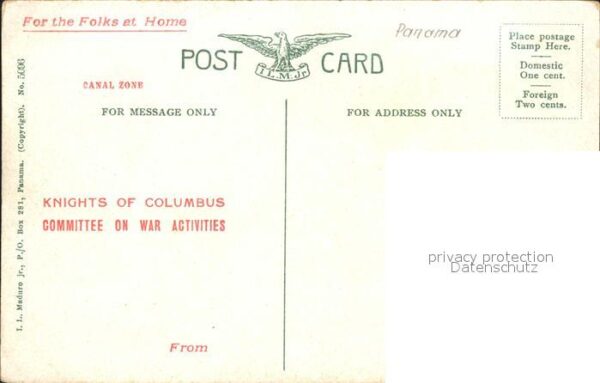 For the Folks at Home
Panama
POST CARD
I.L.M.Jr.
Place postage
Stamp Here.
Domestic
One cent.
Foreign
Two cents.
CANAL ZONE
FOR MESSAGE ONLY
FOR ADDRESS ONLY
KNIGHTS OF COLUMBUS
COMMITTEE ON WAR ACTIVITIES
From
I. L. Maduro jr., P./O. Box 281, Panama. (Copyright). No.
privacy protection
Datenschutz